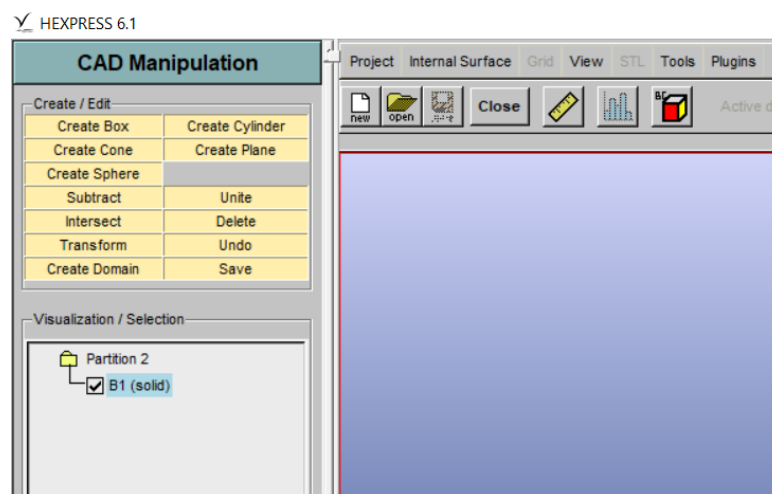 HEXPRESS 6.1
CAD Manipulation
Project Internal Surface Grid View STL Tools Plugins
new open Close BC Active d
Create / Edit
Create Box Create Cylinder
Create Cone Create Plane
Create Sphere
Subtract Unite
Intersect Delete
Transform Undo
Create Domain Save
Visualization / Selection
Partition 2
B1 (solid)